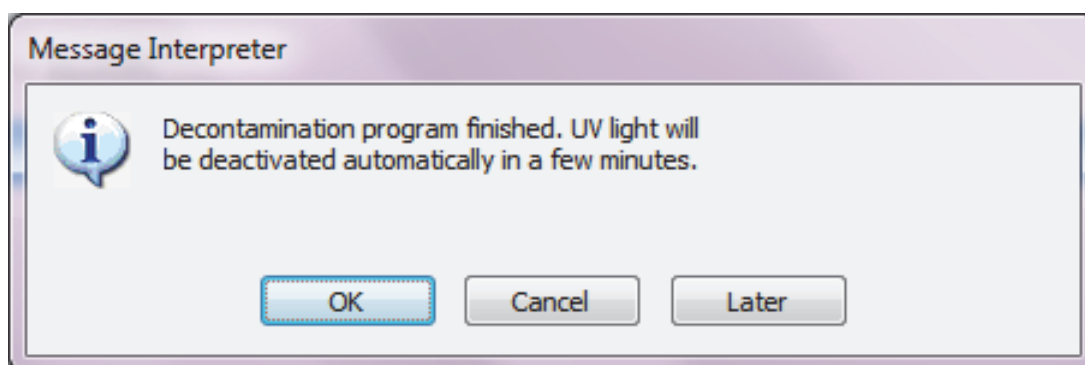 Message Interpreter
Decontamination program finished. UV light will
be deactivated automatically in a few minutes.
OK Cancel Later